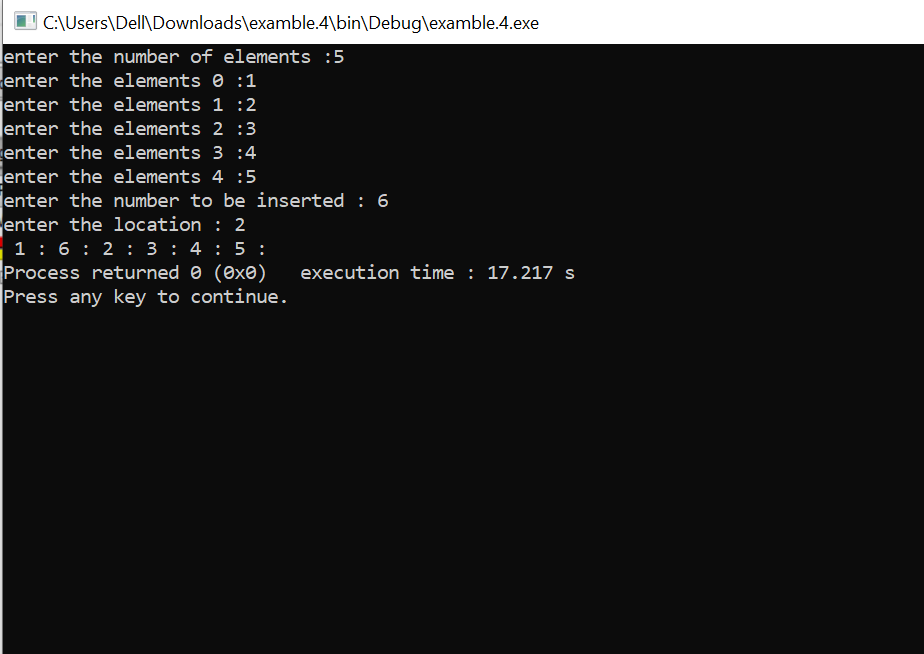 C:\Users\Dell\Downloads\examble.4\bin\Debug\examble.4.exe
enter the number of elements :5
enter the elements 0 :1
enter the elements 1 :2
enter the elements 2 :3
enter the elements 3 :4
enter the elements 4 :5
enter the number to be inserted : 6
enter the location : 2
 1 : 6 : 2 : 3 : 4 : 5 :
Process returned 0 (0x0)   execution time : 17.217 s
Press any key to continue.